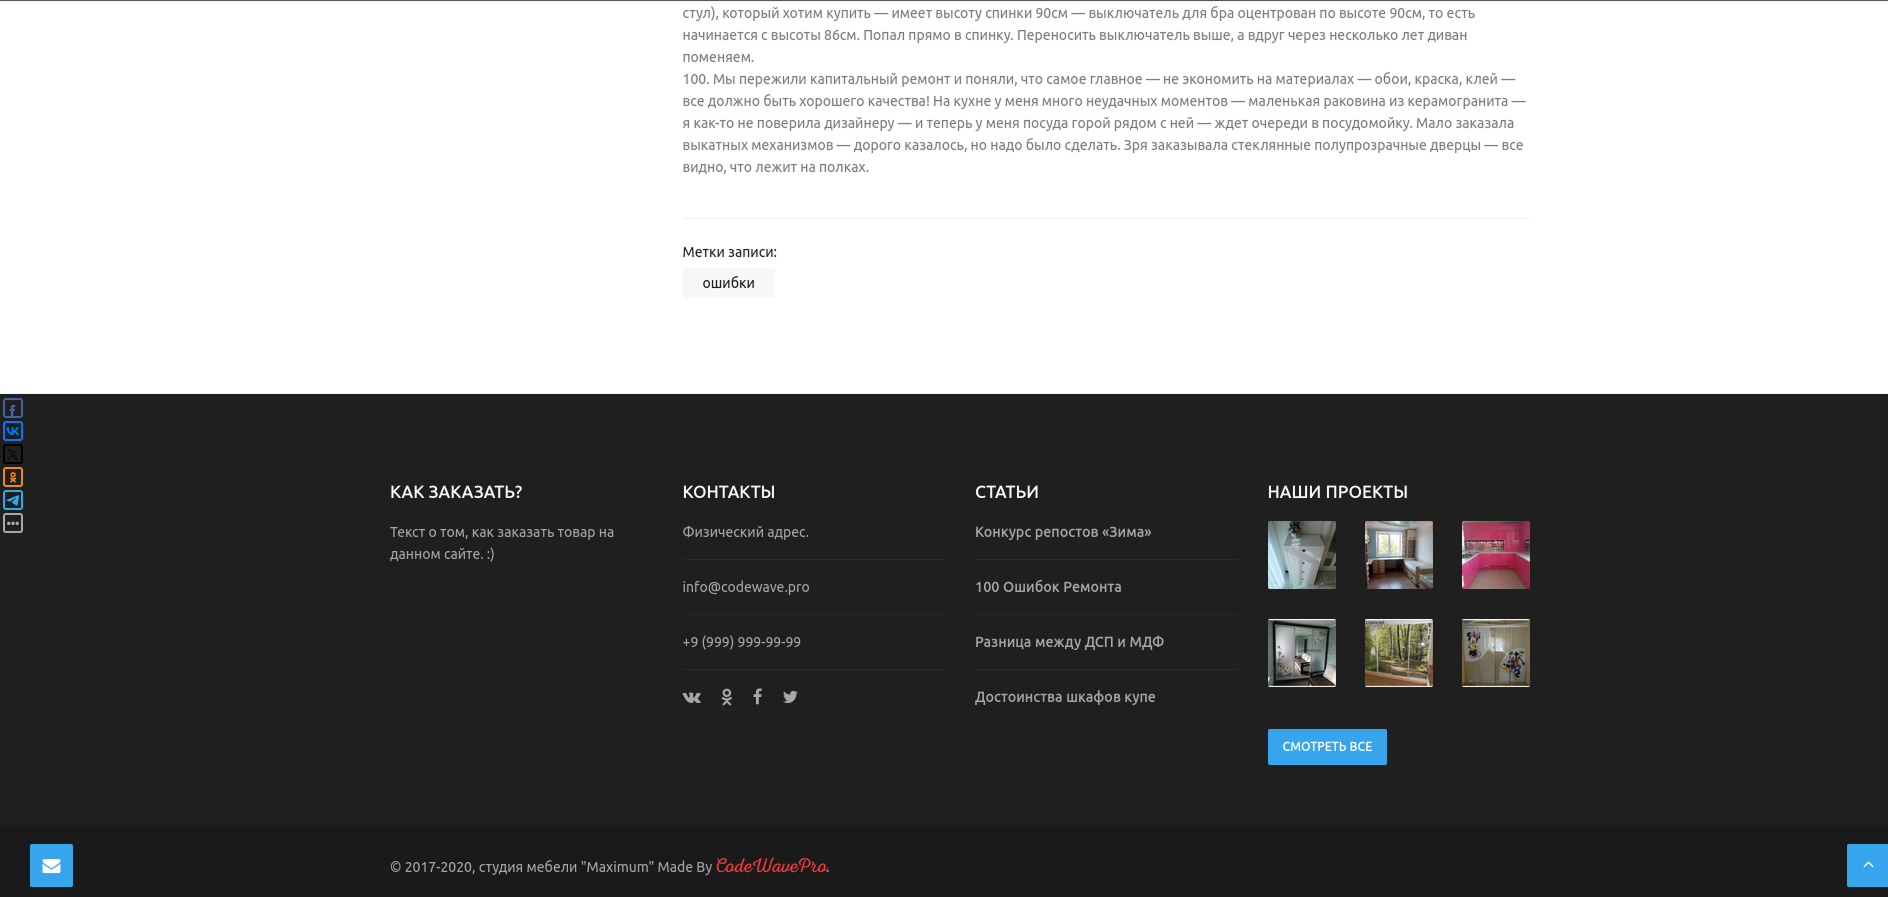 стул), который хотим купить — имеет высоту спинки 90см — выключатель для бра оцентрован по высоте 90см, то есть
начинается с высоты 86см. Попал прямо в спинку. Переносить выключатель выше, а вдруг через несколько лет диван
поменяем.
100. Мы пережили капитальный ремонт и поняли, что самое главное — не экономить на материалах — обои, краска, клей —
все должно быть хорошего качества! На кухне у меня много неудачных моментов — маленькая раковина из керамогранита —
я как-то не поверила дизайнеру — и теперь у меня посуда горой рядом с ней — ждет очереди в посудомойку. Мало заказала
выкатных механизмов — дорого казалось, но надо было сделать. Зря заказывала стеклянные полупрозрачные дверцы — все
видно, что лежит на полках.
Метки записи:
ошибки
КАК ЗАКАЗАТЬ?
Текст о том, как заказать товар на
данном сайте. :)
КОНТАКТЫ
Физический адрес.
info@codewave.pro
+9 (999) 999-99-99
СТАТЬИ
Конкурс репостов «Зима»
100 Ошибок Ремонта
Разница между ДСП и МДФ
Достоинства шкафов купе
НАШИ ПРОЕКТЫ
СМОТРЕТЬ ВСЕ
© 2017-2020, студия мебели "Maximum" Made By CodeWavePro.